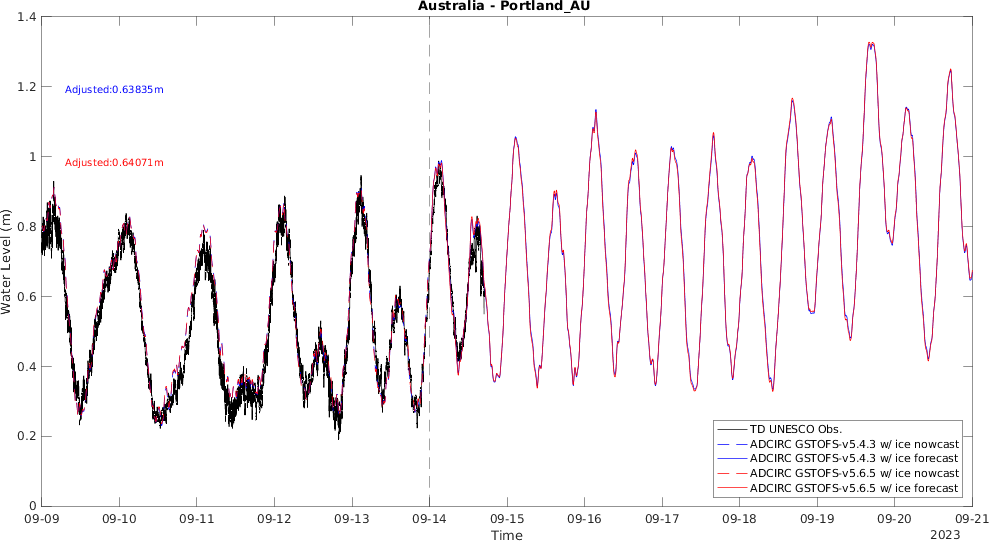 Australia - Portland_AU
1.4
1.2
1
0.8
0.6
0.4
0.2
0
Water Level (m)
Adjusted:0.63835m
Adjusted:0.64071m
TD UNESCO Obs.
ADCIRC GSTOFS-v5.4.3 w/ ice nowcast
ADCIRC GSTOFS-v5.4.3 w/ ice forecast
ADCIRC GSTOFS-v5.6.5 w/ ice nowcast
ADCIRC GSTOFS-v5.6.5 w/ ice forecast
09-09 09-10 09-11 09-12 09-13 09-14 09-15 09-16 09-17 09-18 09-19 09-20 09-21
Time
2023